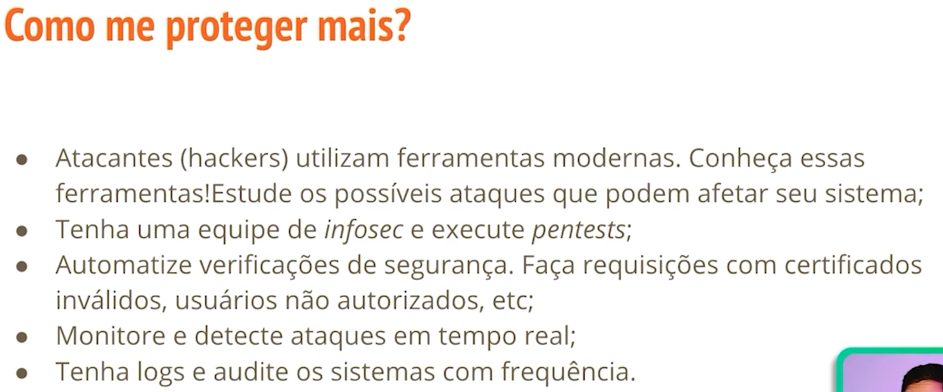 Como me proteger mais?
● Atacantes (hackers) utilizam ferramentas modernas. Conheça essas
ferramentas!Estude os possíveis ataques que podem afetar seu sistema;
● Tenha uma equipe de infosec e execute pentests;
● Automatize verificações de segurança. Faça requisições com certificados
inválidos, usuários não autorizados, etc;
● Monitore e detecte ataques em tempo real;
● Tenha logs e audite os sistemas com frequência.